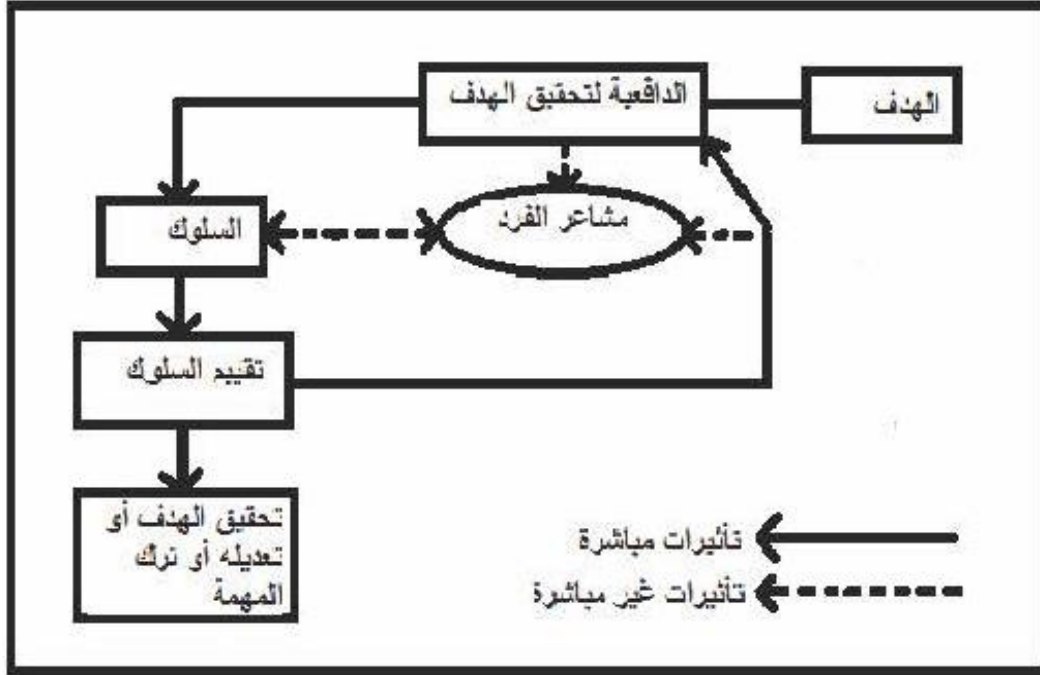 الهدف
الدافعية لتحقيق الهدف
مشاعر الفرد
السلوك
تقييم السلوك
تحقيق الهدف أو
تعديله أو ترك
المهمة
تأثيرات مباشرة
تأثيرات غير مباشرة